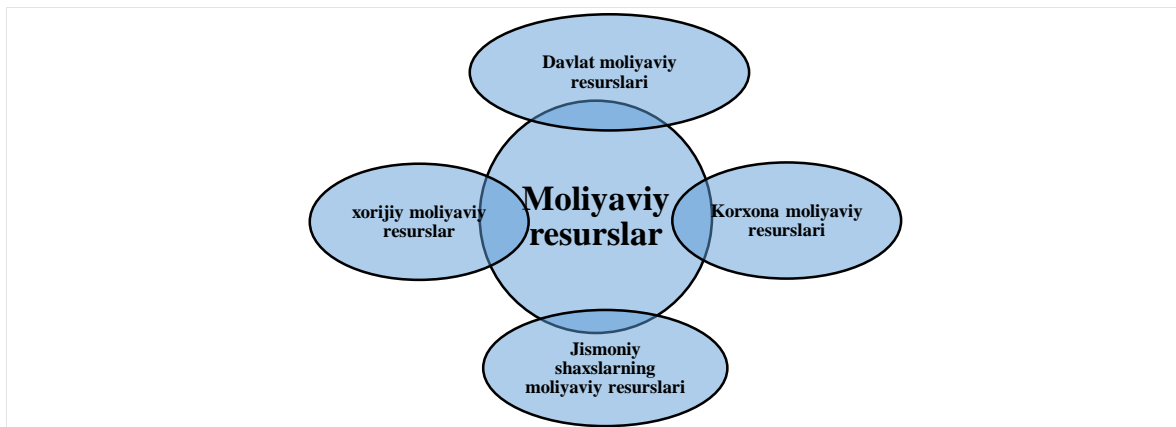 Davlat moliyaviy
resurslari
xorijiy moliyaviy
resurslar
Moliyaviy
resurslar
Korxona moliyaviy
resurslari
Jismoniy
shaxslarning
moliyaviy resurslari